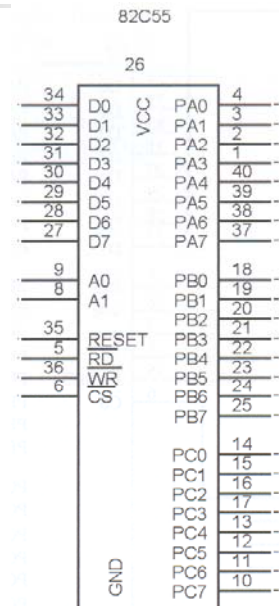 82C55
26
34 D0 VCC PA0 4
33 D1 PA1 3
32 D2 PA2 2
31 D3 PA3 1
30 D4 PA4 40
29 D5 PA5 39
28 D6 PA6 38
27 D7 PA7 37
9 A0 PB0 18
8 A1 PB1 19
PB2 20
35 RESET PB3 21
5 RD PB4 22
36 WR PB5 23
6 CS PB6 24
PB7 25
PC0 14
PC1 15
PC2 16
PC3 17
PC4 13
PC5 12
PC6 11
GND PC7 10